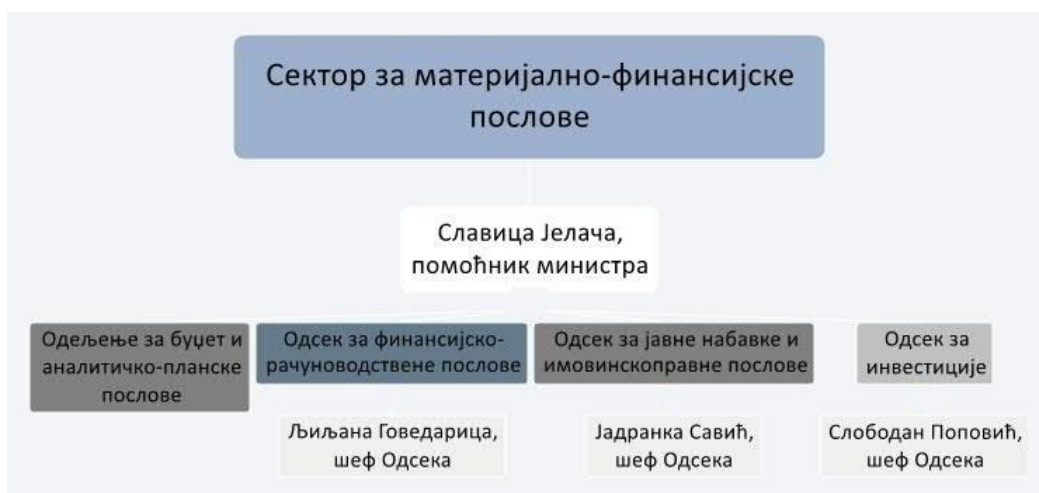 Сектор за материјално-финансијске
послове
Славица Јелача,
помоћник министра
Одељење за буџет и
аналитичко-планске
послове
Одсек за финансијско-
рачуноводствене послове
Одсек за јавне набавке и
имовинскоправне послове
Одсек за
инвестиције
Љиљана Говедарица,
шеф Одсека
Јадранка Савић,
шеф Одсека
Слободан Поповић,
шеф Одсека